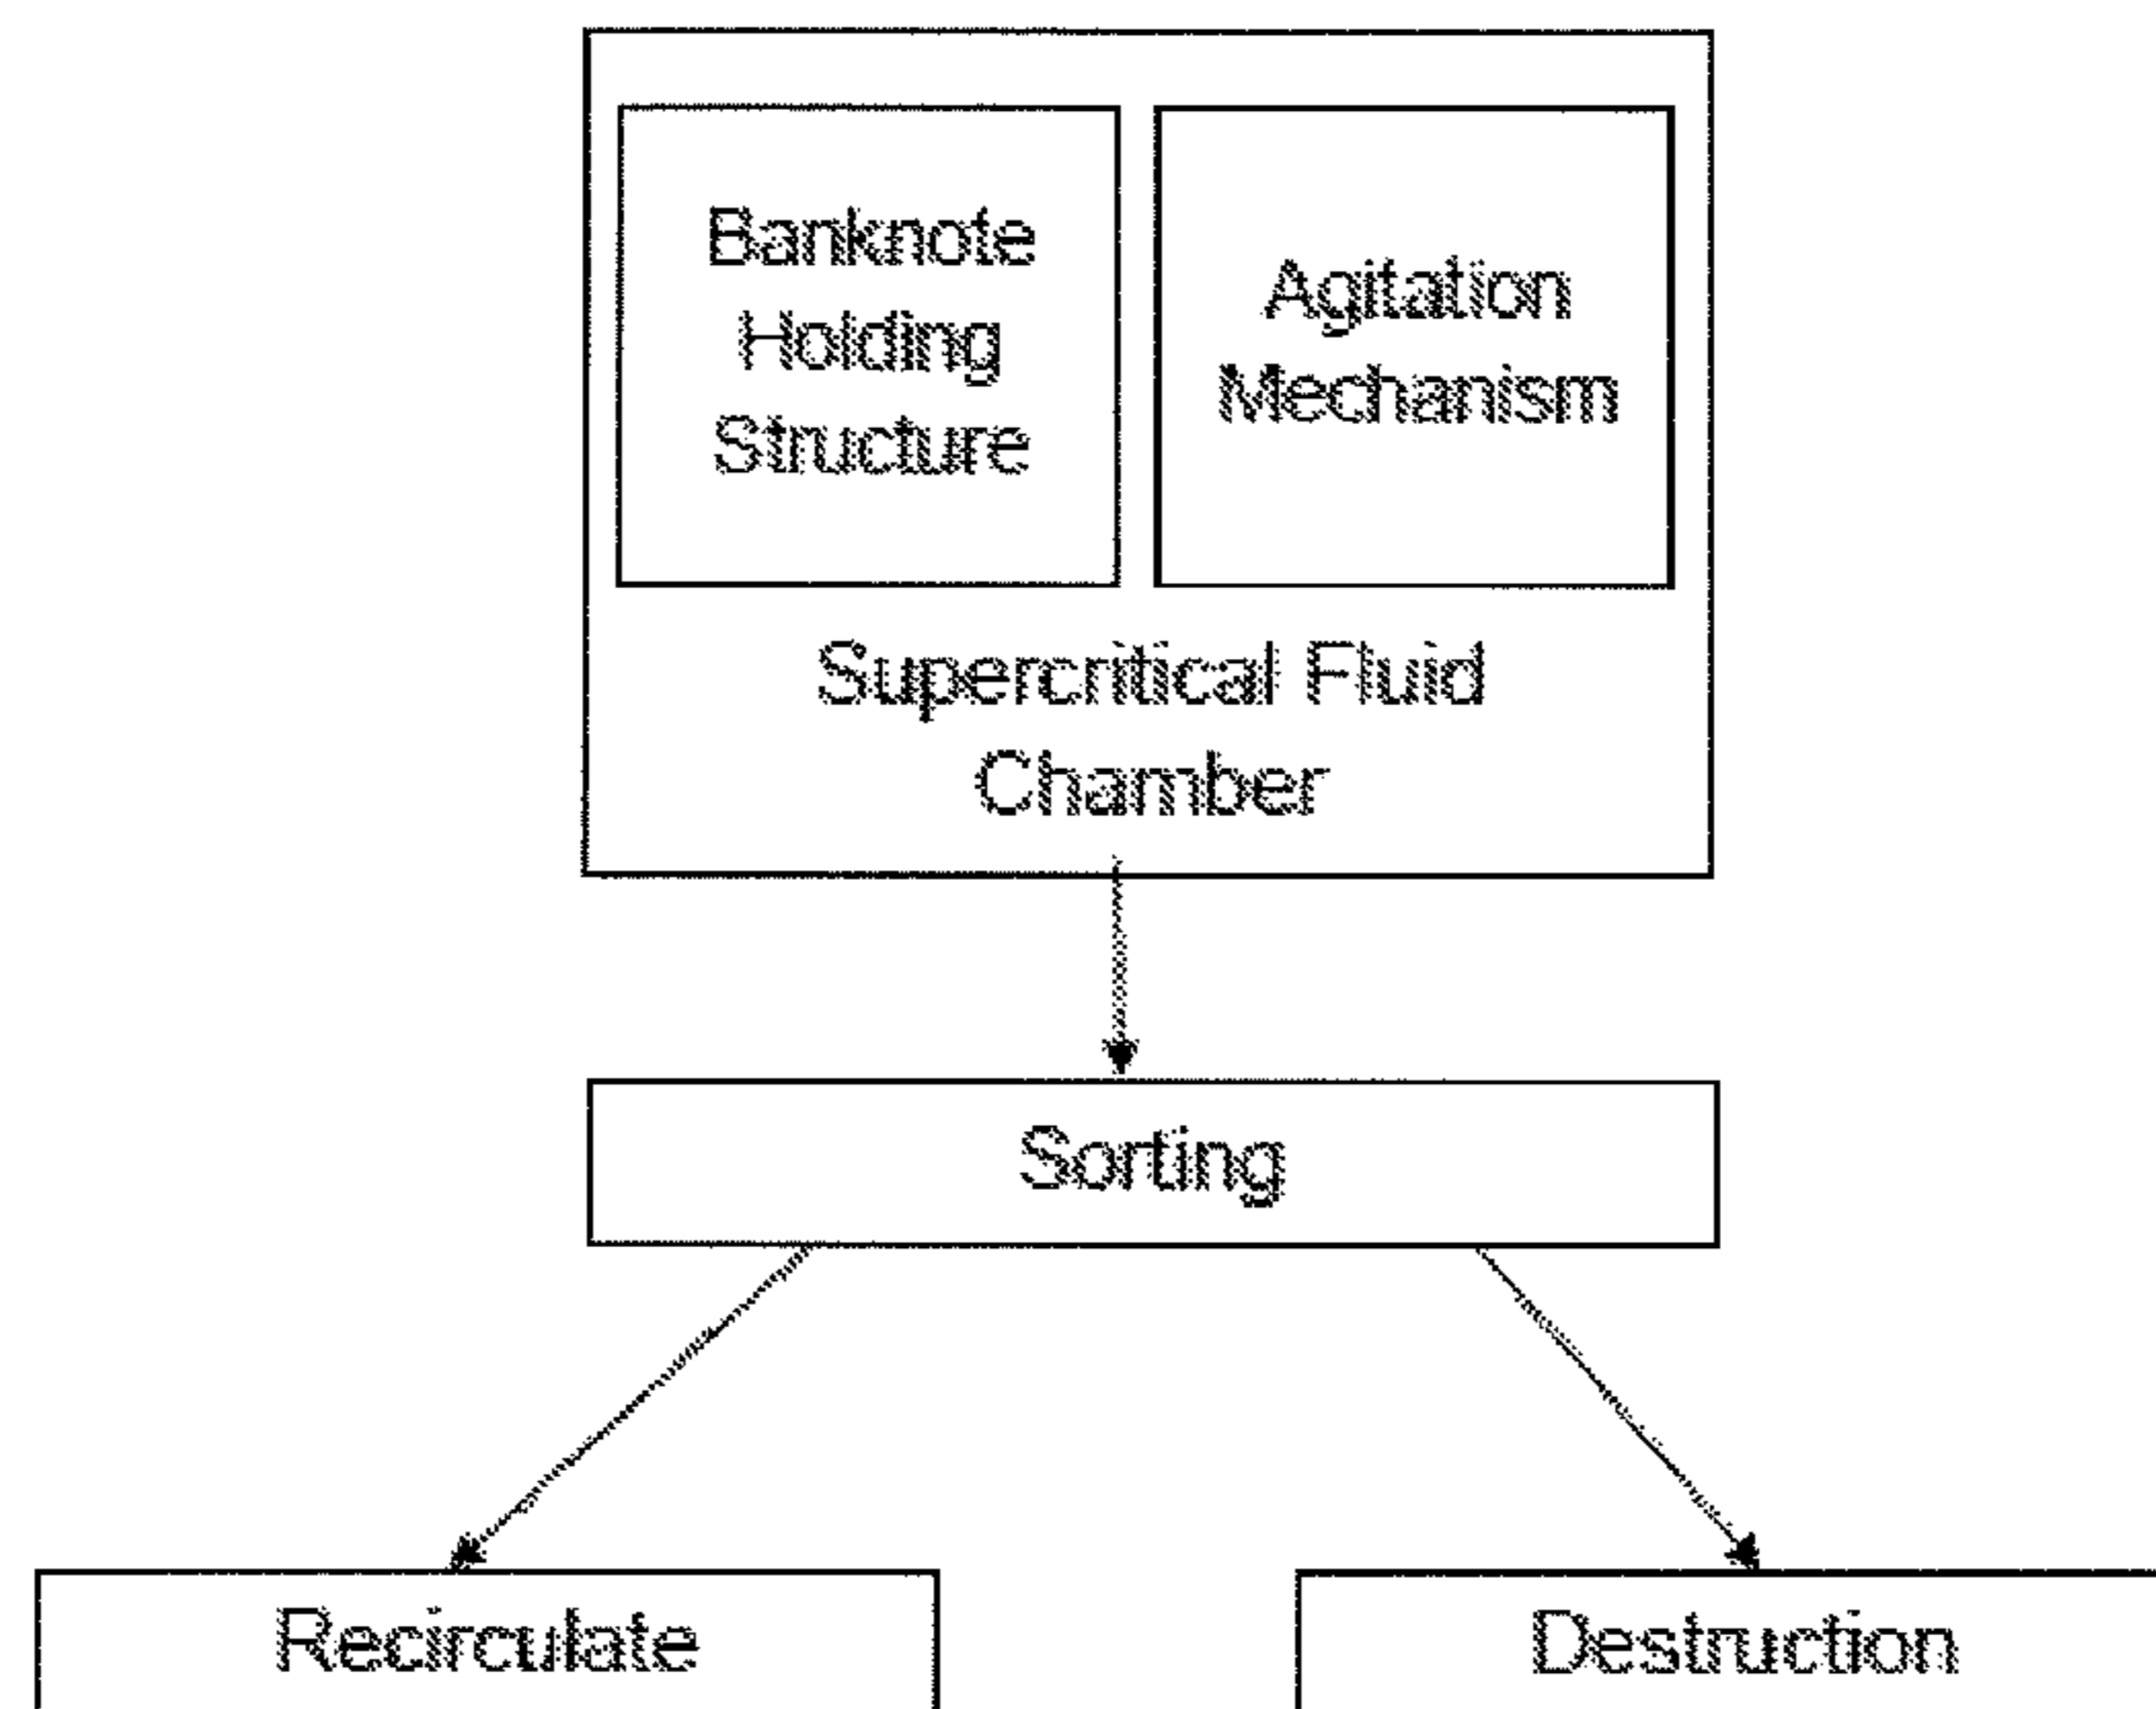 Banknote
Holding
Structure
Agitation
Mechanism
Supercritical Fluid
Chamber
Sorting
Recirculate
Destruction